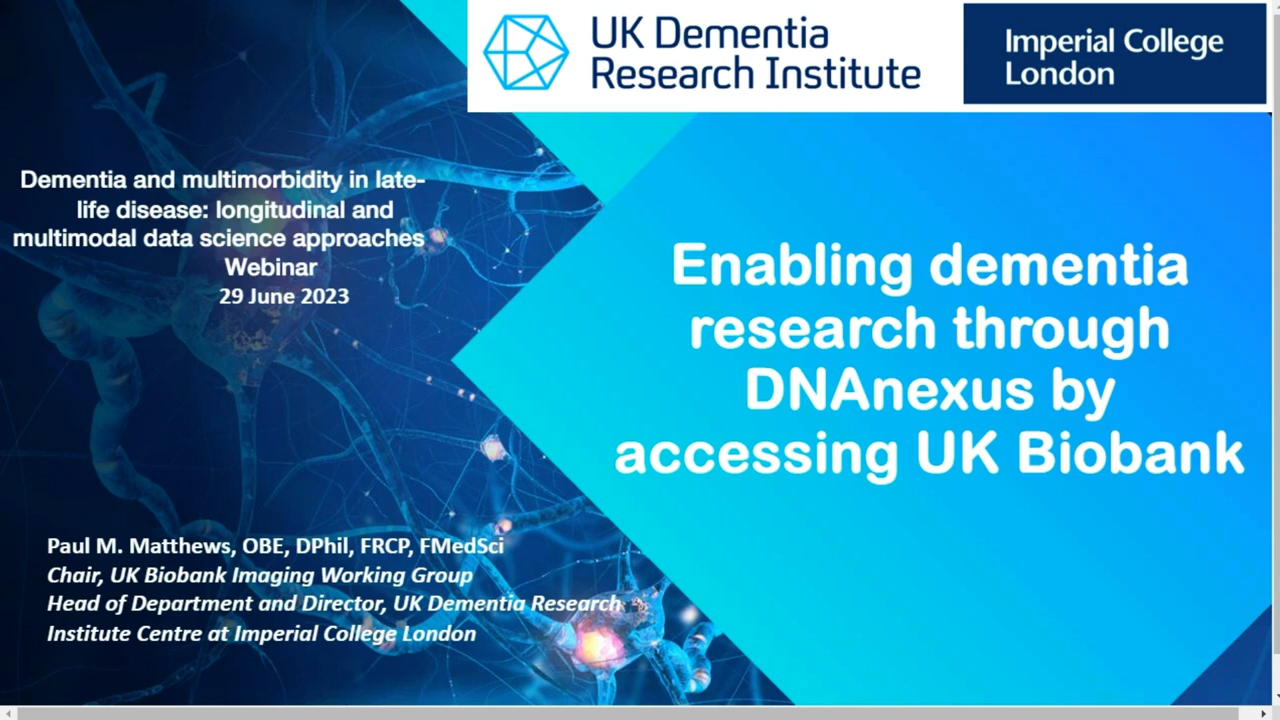 UK Dementia
Research Institute
Imperial College
London
Dementia and multimorbidity in late-
life disease: longitudinal and
multimodal data science approaches
Webinar
29 June 2023
Enabling dementia
research through
DNAnexus by
accessing UK Biobank
Paul M. Matthews, OBE, DPhil, FRCP, FMedSci
Chair, UK Biobank Imaging Working Group
Head of Department and Director, UK Dementia Research
Institute Centre at Imperial College London